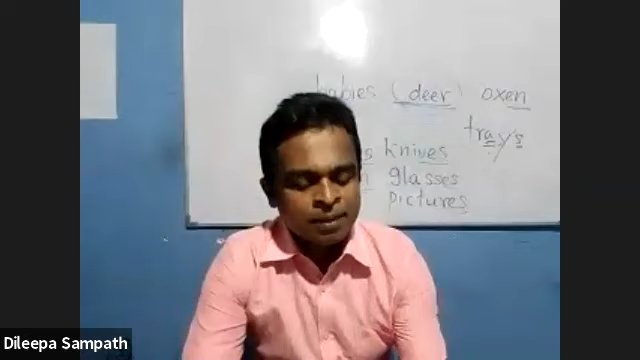 babies (deer) oxen
trays
knives
glasses
pictures
Dileepa Sampath